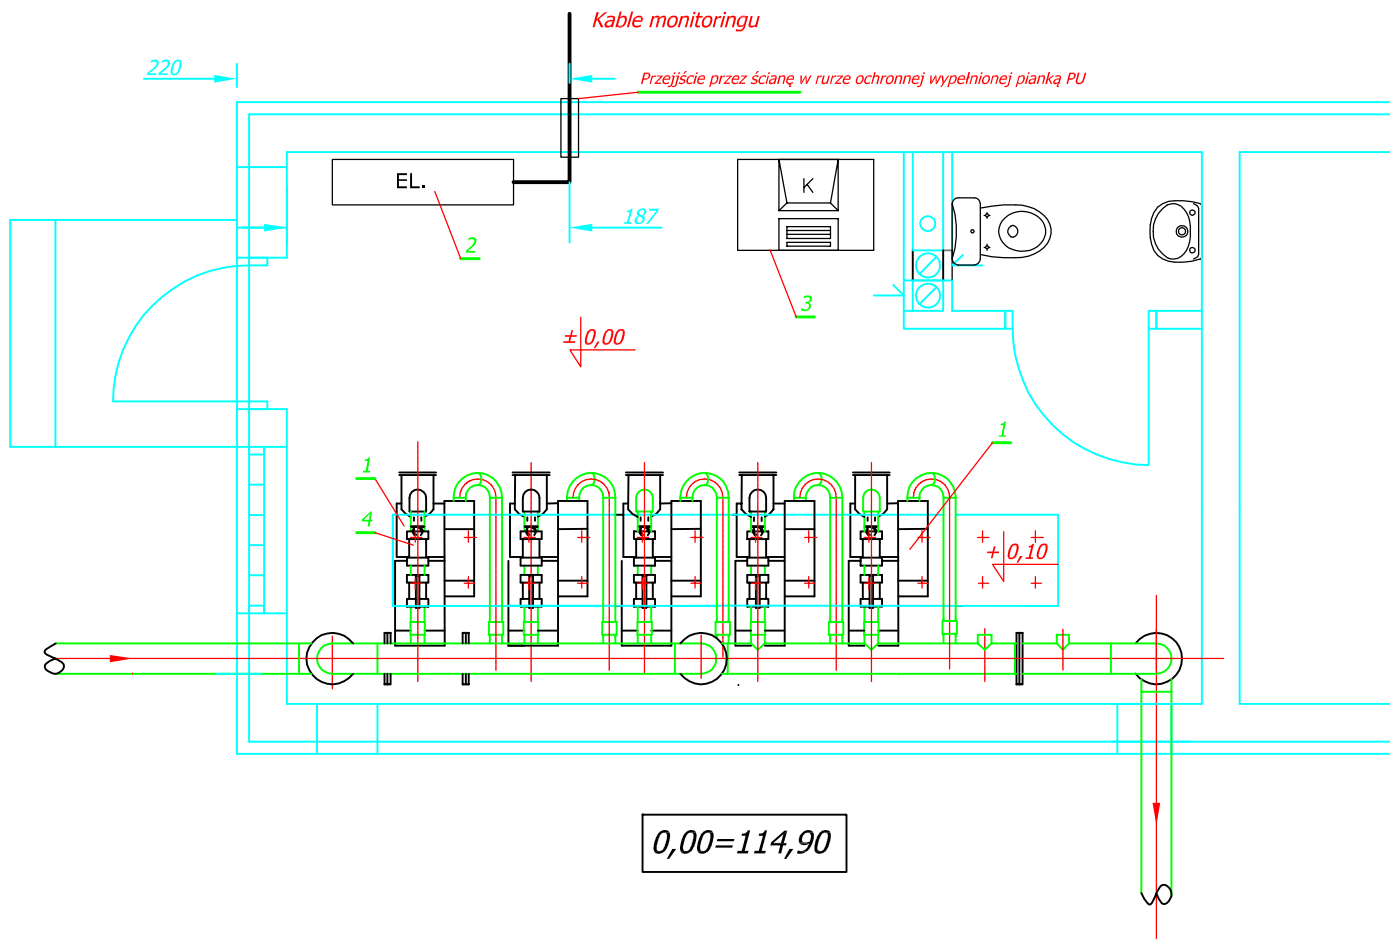 Kable monitoringu
220
Przejjście przez ścianę w rurze ochronnej wypełnionej pianką PU
EL.
K
187
2
3
± 0,00
1
1
4
+ 0,10
0,00=114,90